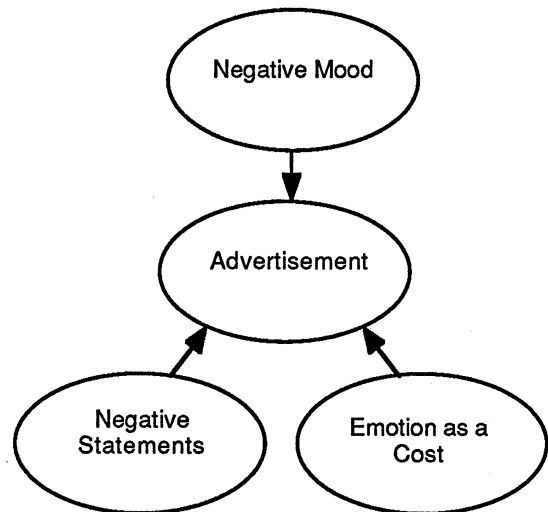 Negative Mood
Advertisement
Negative
Statements
Emotion as a
Cost